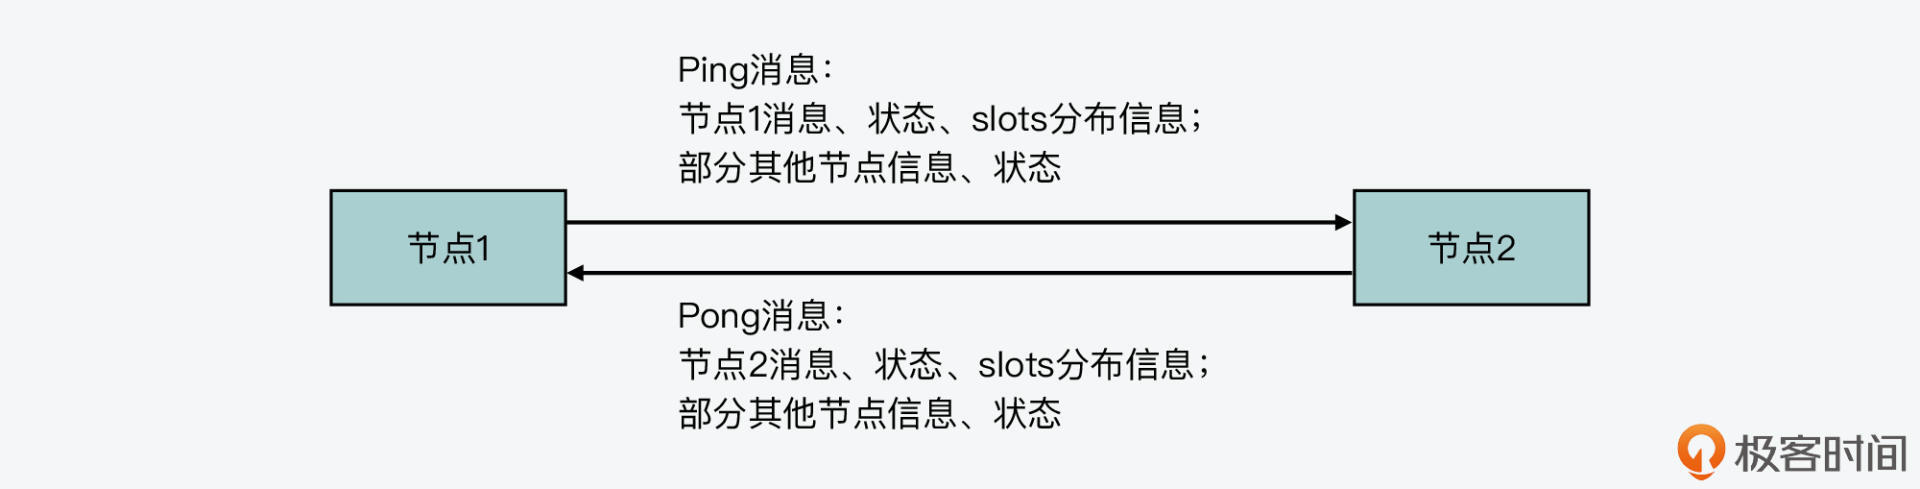 Ping消息：
节点1消息、状态、slots分布信息；
部分其他节点信息、状态
节点1
节点2
Pong消息：
节点2消息、状态、slots分布信息；
部分其他节点信息、状态
极客时间